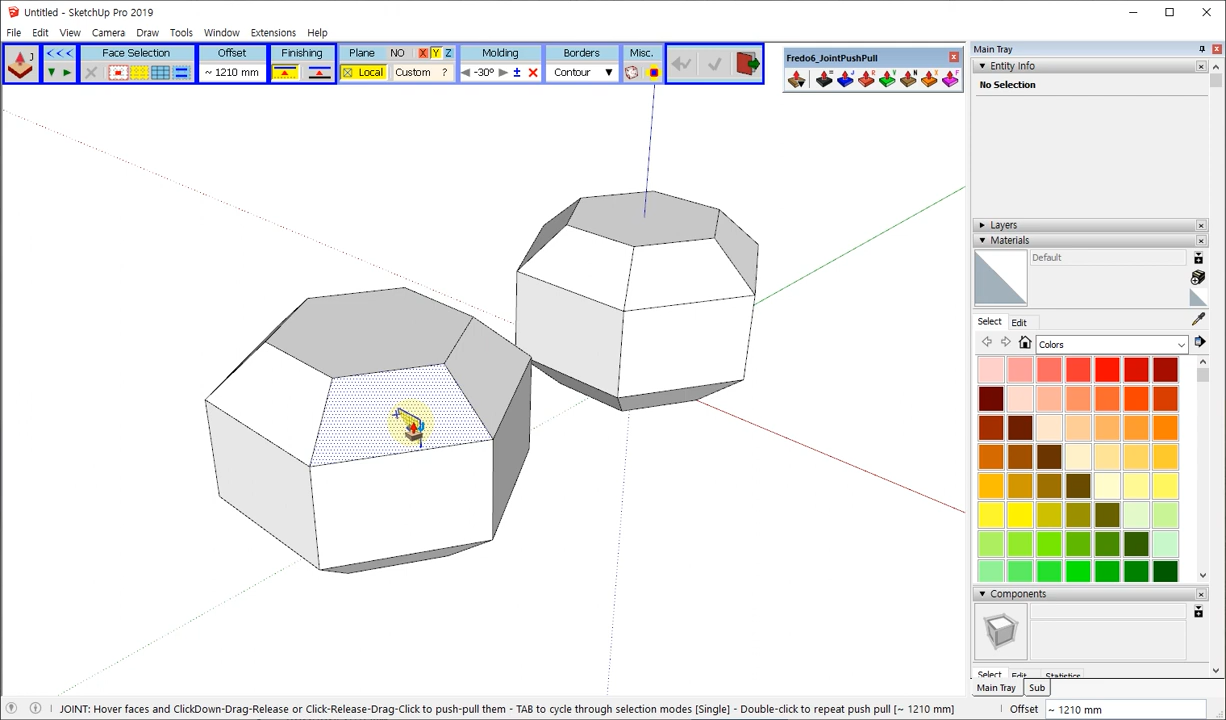 Untitled - SketchUp Pro 2019
File Edit View Camera Draw Tools Window Extensions Help
J <<< Face Selection Offset Finishing Plane NO X Y Z Molding Borders Misc.
~ 1210 mm Local Custom ? -30º ± Contour
Fredo6_JointPushPull
Main Tray
Entity Info
No Selection
Layers
Materials
Default
Select Edit
Colors
Components
Select Edit Statistics
Main Tray Sub
JOINT: Hover faces and ClickDown-Drag-Release or Click-Release-Drag-Click to push-pull them - TAB to cycle through selection modes [Single] - Double-click to repeat push pull [~ 1210 mm] Offset ~ 1210 mm